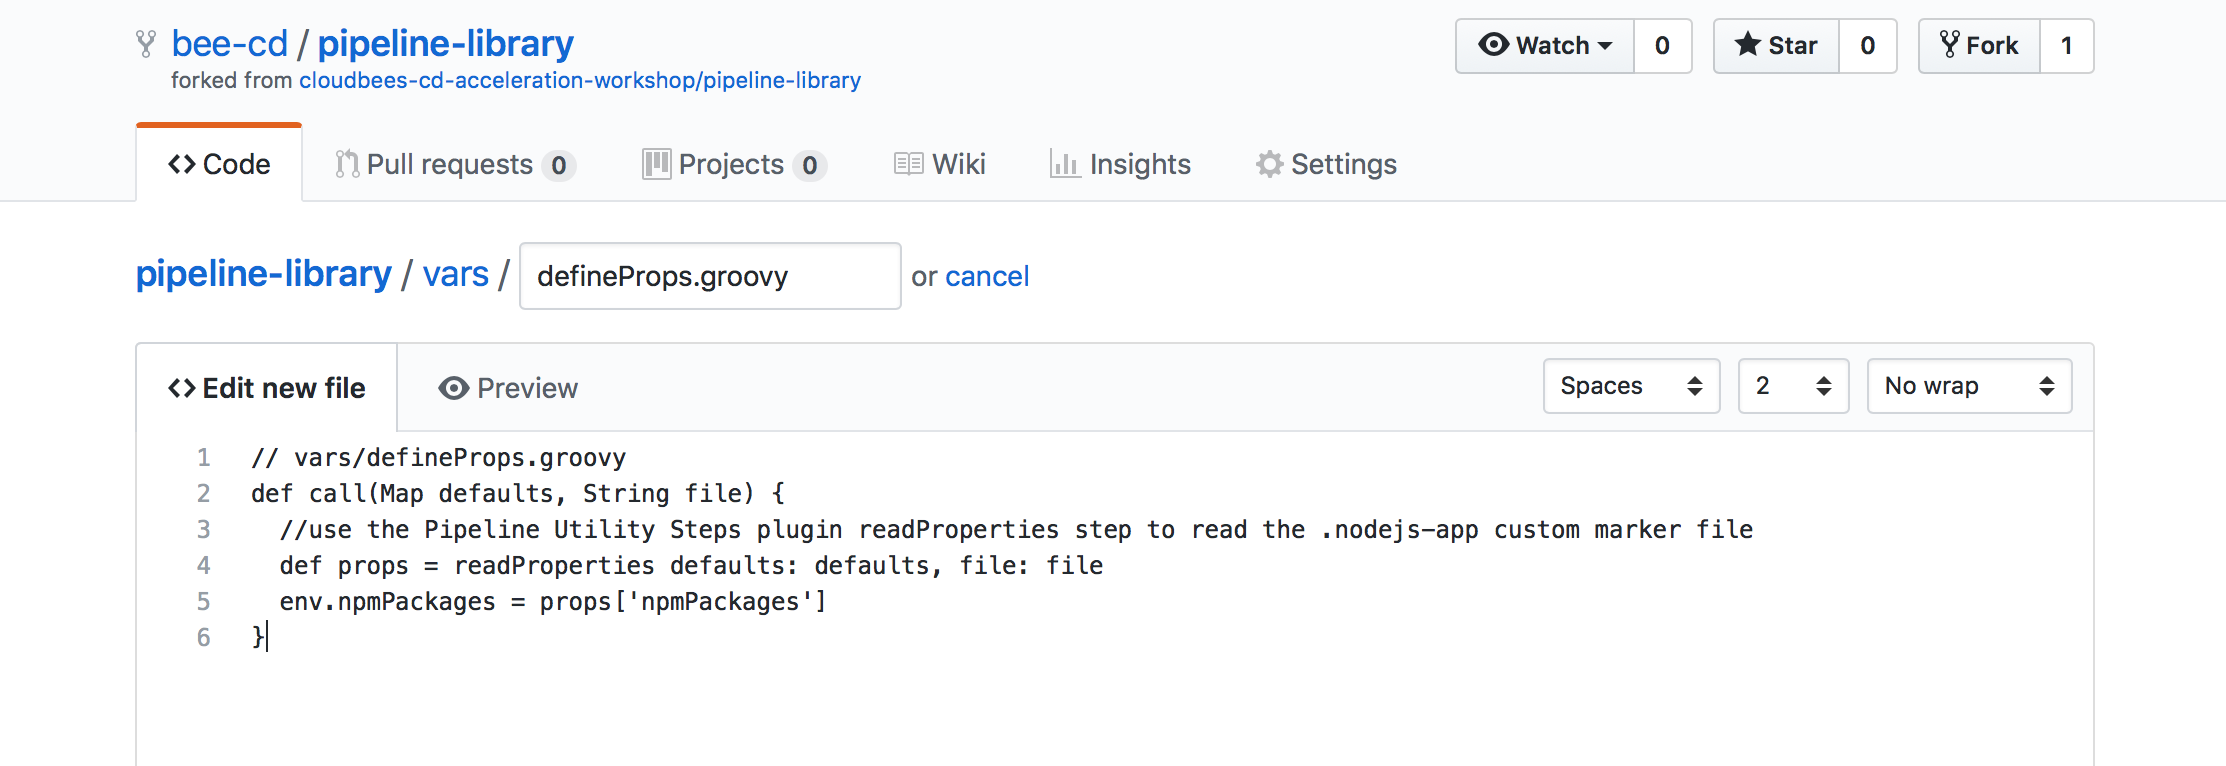 bee-cd / pipeline-library
Watch 0 Star 0 Fork 1
forked from cloudbees-cd-acceleration-workshop/pipeline-library
Code Pull requests 0 Projects 0 Wiki Insights Settings
pipeline-library / vars / defineProps.groovy or cancel
Edit new file Preview Spaces 2 No wrap
1 // vars/defineProps.groovy
2 def call(Map defaults, String file) {
3 //use the Pipeline Utility Steps plugin readProperties step to read the .nodejs-app custom marker file
4 def props = readProperties defaults: defaults, file: file
5 env.npmPackages = props['npmPackages']
6 }